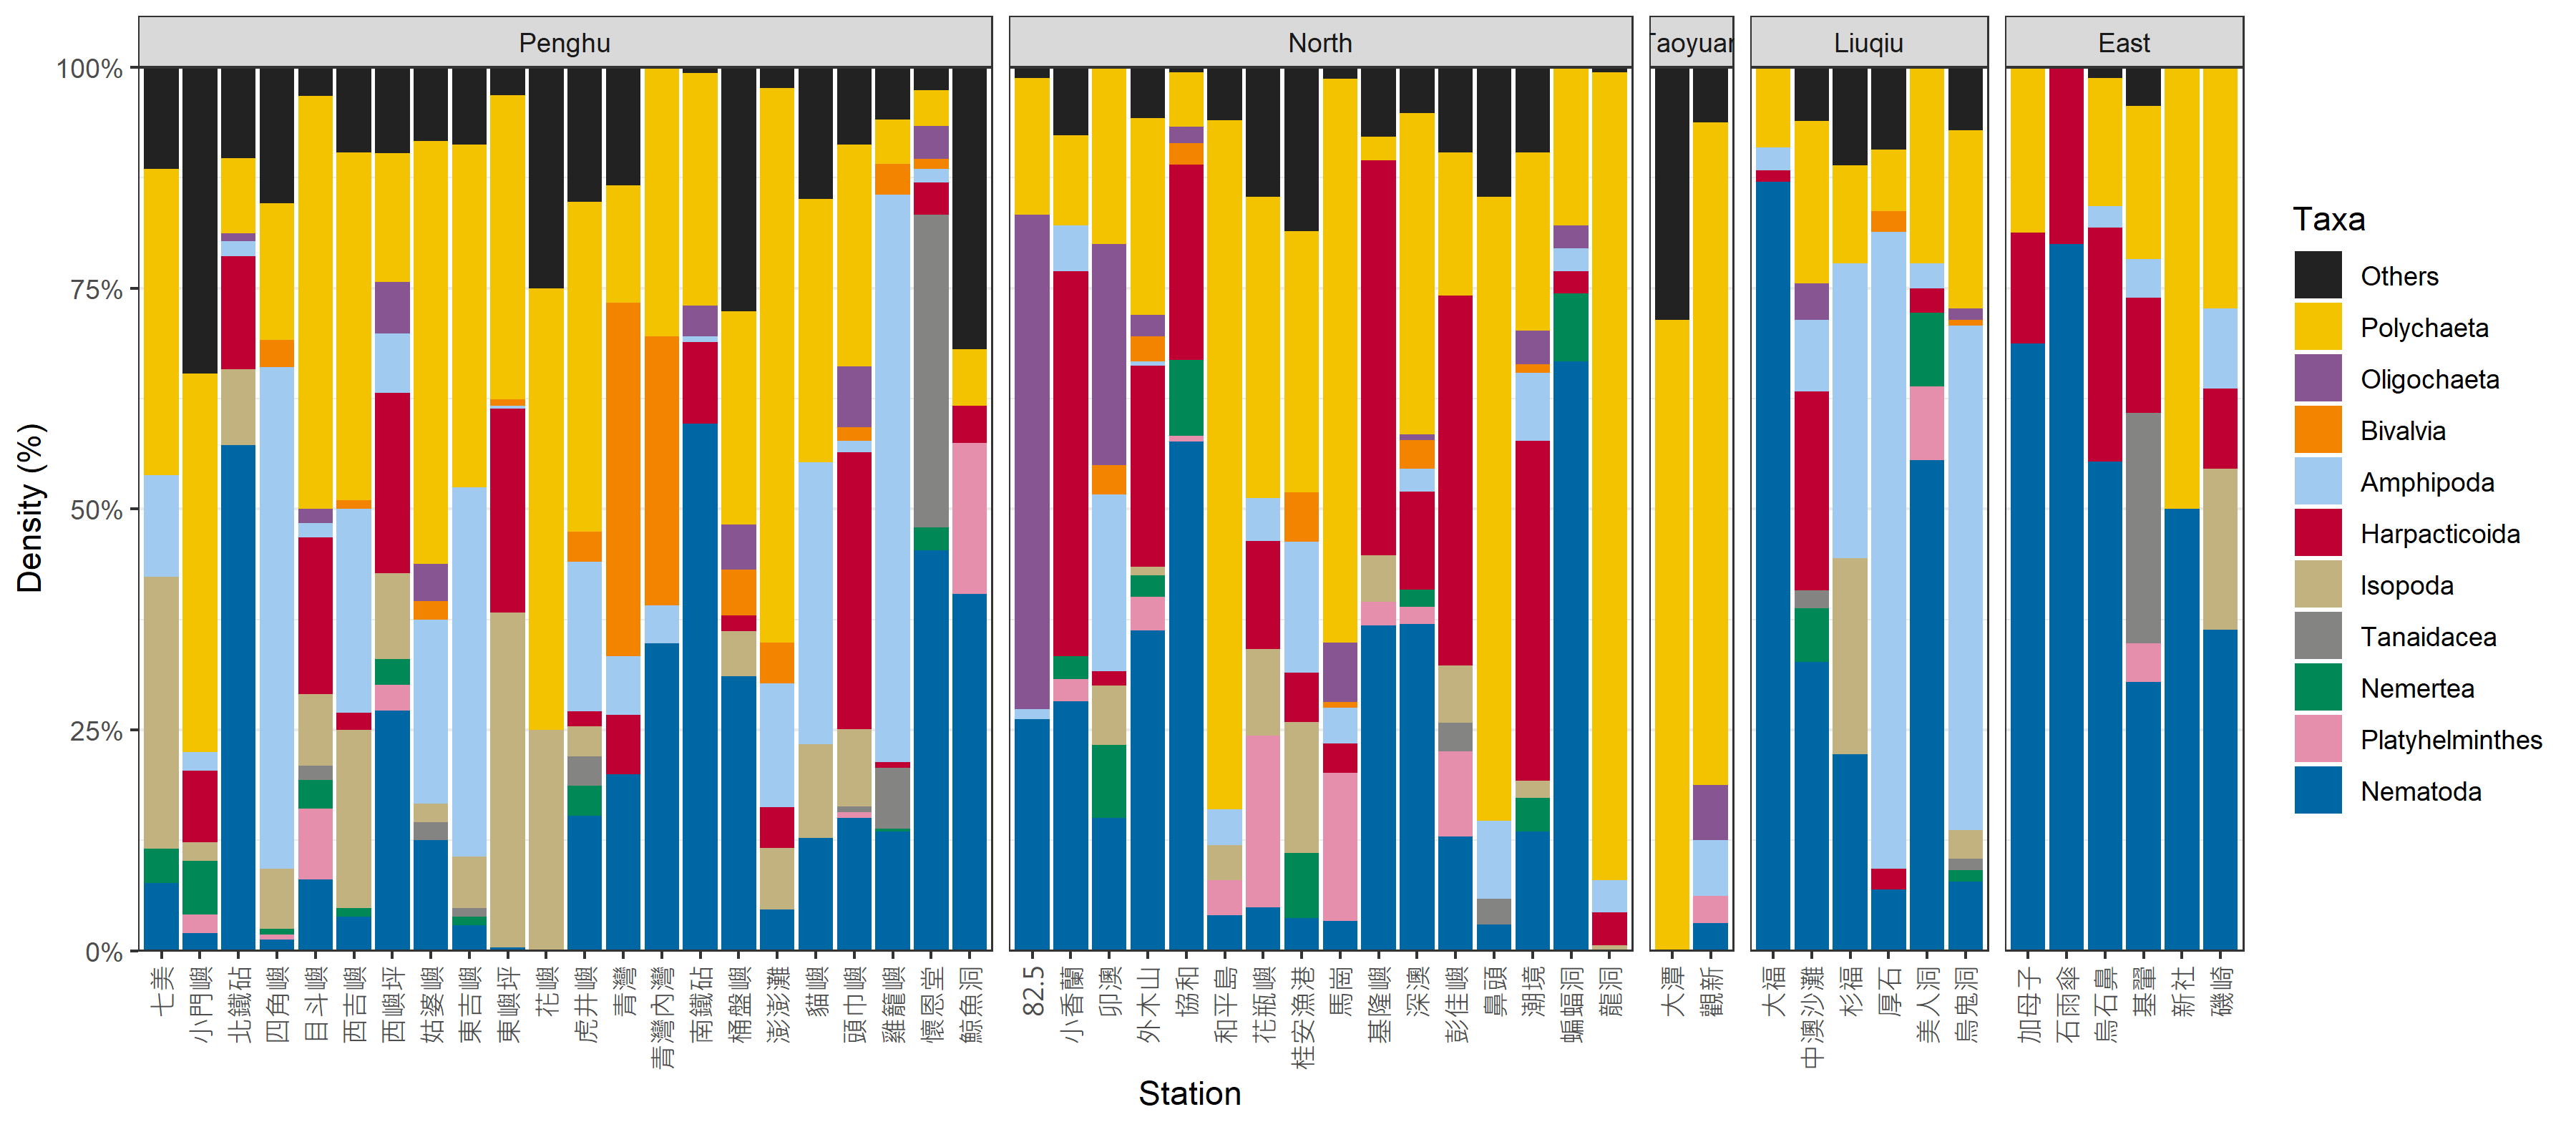 Penghu
North
Taoyuan
Liuqiu
East
100%
75%
50%
25%
0%
Density (%)
七美
小門嶼
北鐵砧
四角嶼
目斗嶼
西吉嶼
西嶼坪
姑婆嶼
東吉嶼
東嶼坪
花嶼
虎井嶼
青灣
青灣內灣
南鐵砧
桶盤嶼
澎澎灘
貓嶼
頭巾嶼
雞籠嶼
懷恩堂
鯨魚洞
82.5
小香蘭
卯澳
外木山
協和
和平島
花瓶嶼
桂安漁港
馬崗
基隆嶼
深澳
彭佳嶼
鼻頭
潮境
蝙蝠洞
龍洞
大潭
觀新
大福
中澳沙灘
杉福
厚石
美人洞
烏鬼洞
加母子
石雨傘
烏石鼻
基翬
新社
磯崎
Station
Taxa
Others
Polychaeta
Oligochaeta
Bivalvia
Amphipoda
Harpacticoida
Isopoda
Tanaidacea
Nemertea
Platyhelminthes
Nematoda